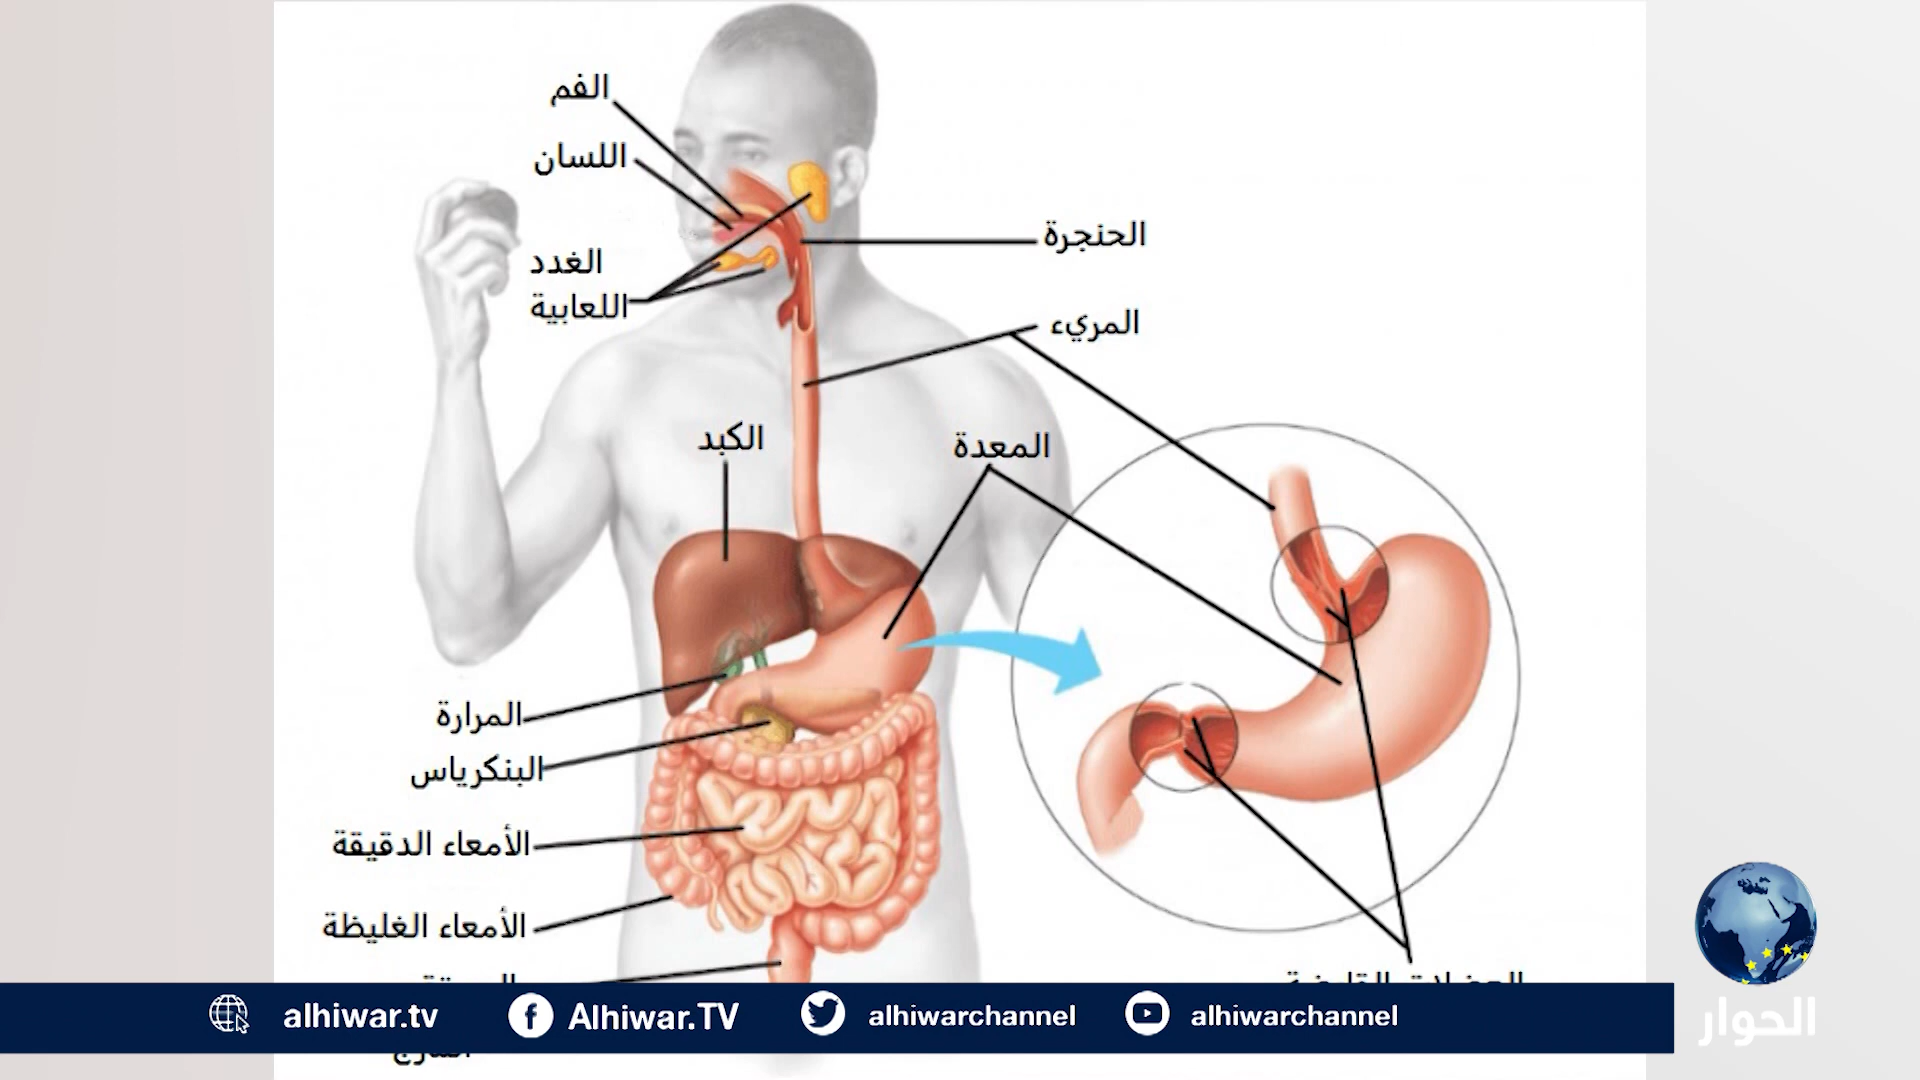 الفم
اللسان
الغدد
اللعابية
الحنجرة
المريء
الكبد
المعدة
المرارة
البنكرياس
الأمعاء الدقيقة
الأمعاء الغليظة
alhiwar.tv
Alhiwar.TV
alhiwarchannel
alhiwarchannel
الحوار